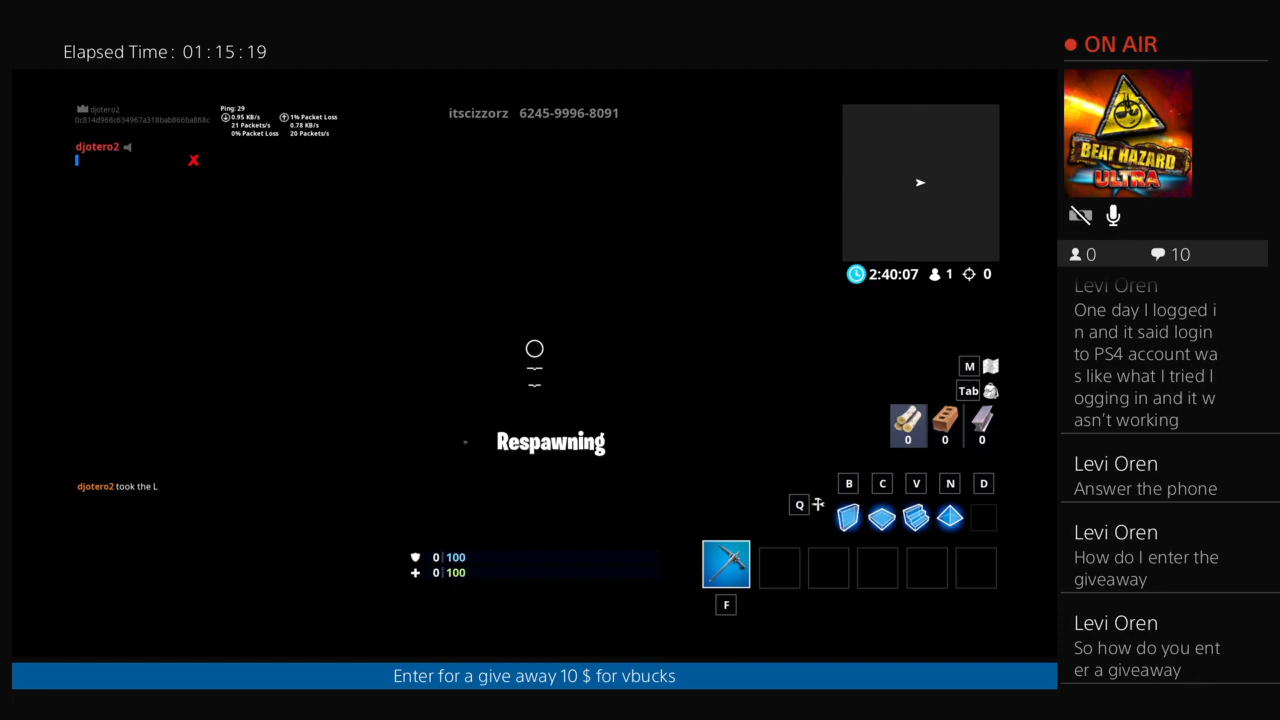 Elapsed Time: 01:15:19
ON AIR
djotero2
Ping: 29
0.95 KB/s
21 Packets/s
0% Packet Loss
1% Packet Loss
0.78 KB/s
20 Packets/s
itscizzorz 6245-9996-8091
djotero2
X
BEAT HAZARD
ULTRA
0
10
2:40:07 1 0
Levi Oren
One day I logged i
n and it said login
to PS4 account wa
s like what I tried l
ogging in and it w
asn't working
Levi Oren
Answer the phone
Levi Oren
How do I enter the
giveaway
Levi Oren
So how do you ent
er a giveaway
M
Tab
0 0 0
Respawning
djotero2 took the L
B C V N D
Q
0 | 100
0 | 100
F
Enter for a give away 10 $ for vbucks